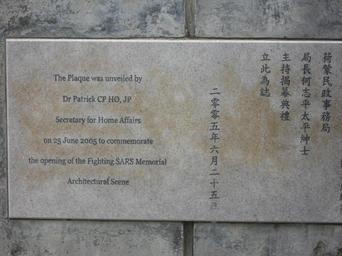 The Plaque was unveiled by
Dr Patrick CP HO, JP
Secretary for Home Affairs
on 25 June 2005 to commemorate
the opening of the Fighting SARS Memorial
Architectural Scene
荷蒙民政事務局
局長何志平太平紳士
主持揭幕典禮
立此為誌
二零零五年六月二十五日